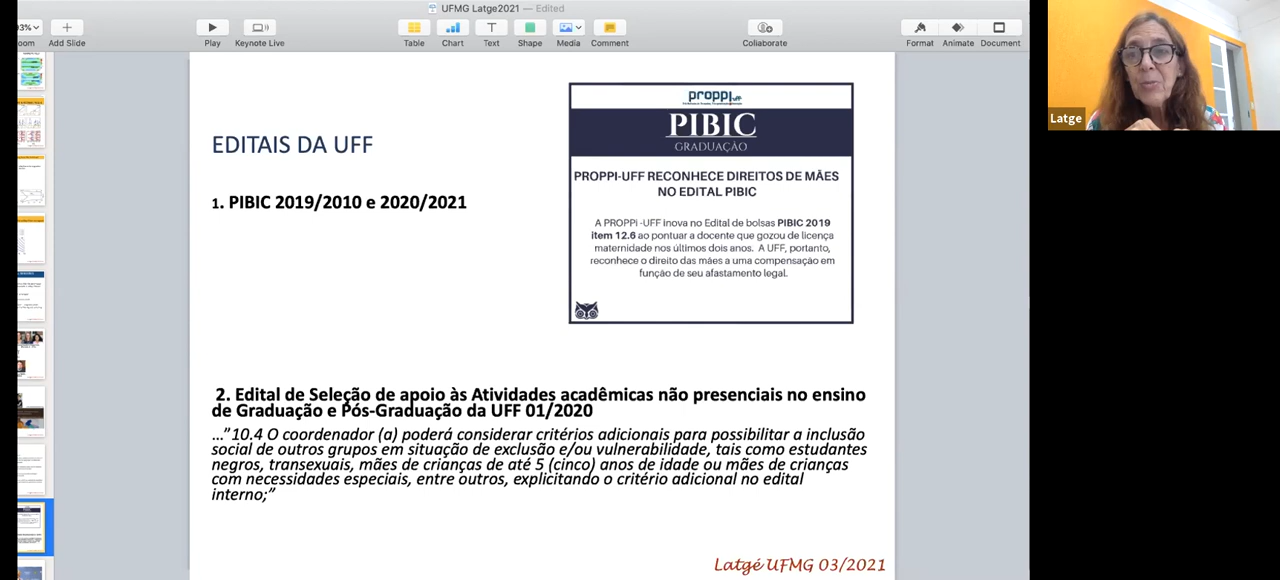 UFMG Latge2021 — Edited
93%
oom
Add Slide
Play
Keynote Live
Table
Chart
Text
Shape
Media
Comment
Collaborate
Format
Animate
Document
Latge
EDITAIS DA UFF
1. PIBIC 2019/2010 e 2020/2021
proppi uff
PIBIC
GRADUAÇÃO
PROPPI-UFF RECONHECE DIREITOS DE MÃES
NO EDITAL PIBIC
A PROPPi -UFF inova no Edital de bolsas PIBIC 2019
item 12.6 ao pontuar a docente que gozou de licença
maternidade nos últimos dois anos. A UFF, portanto,
reconhece o direito das mães a uma compensação em
função de seu afastamento legal.
2. Edital de Seleção de apoio às Atividades acadêmicas não presenciais no ensino
de Graduação e Pós-Graduação da UFF 01/2020
…”10.4 O coordenador (a) poderá considerar critérios adicionais para possibilitar a inclusão
social de outros grupos em situação de exclusão e/ou vulnerabilidade, tais como estudantes
negros, transexuais, mães de crianças de até 5 (cinco) anos de idade ou mães de crianças
com necessidades especiais, entre outros, explicitando o critério adicional no edital
interno;”
Latgé UFMG 03/2021